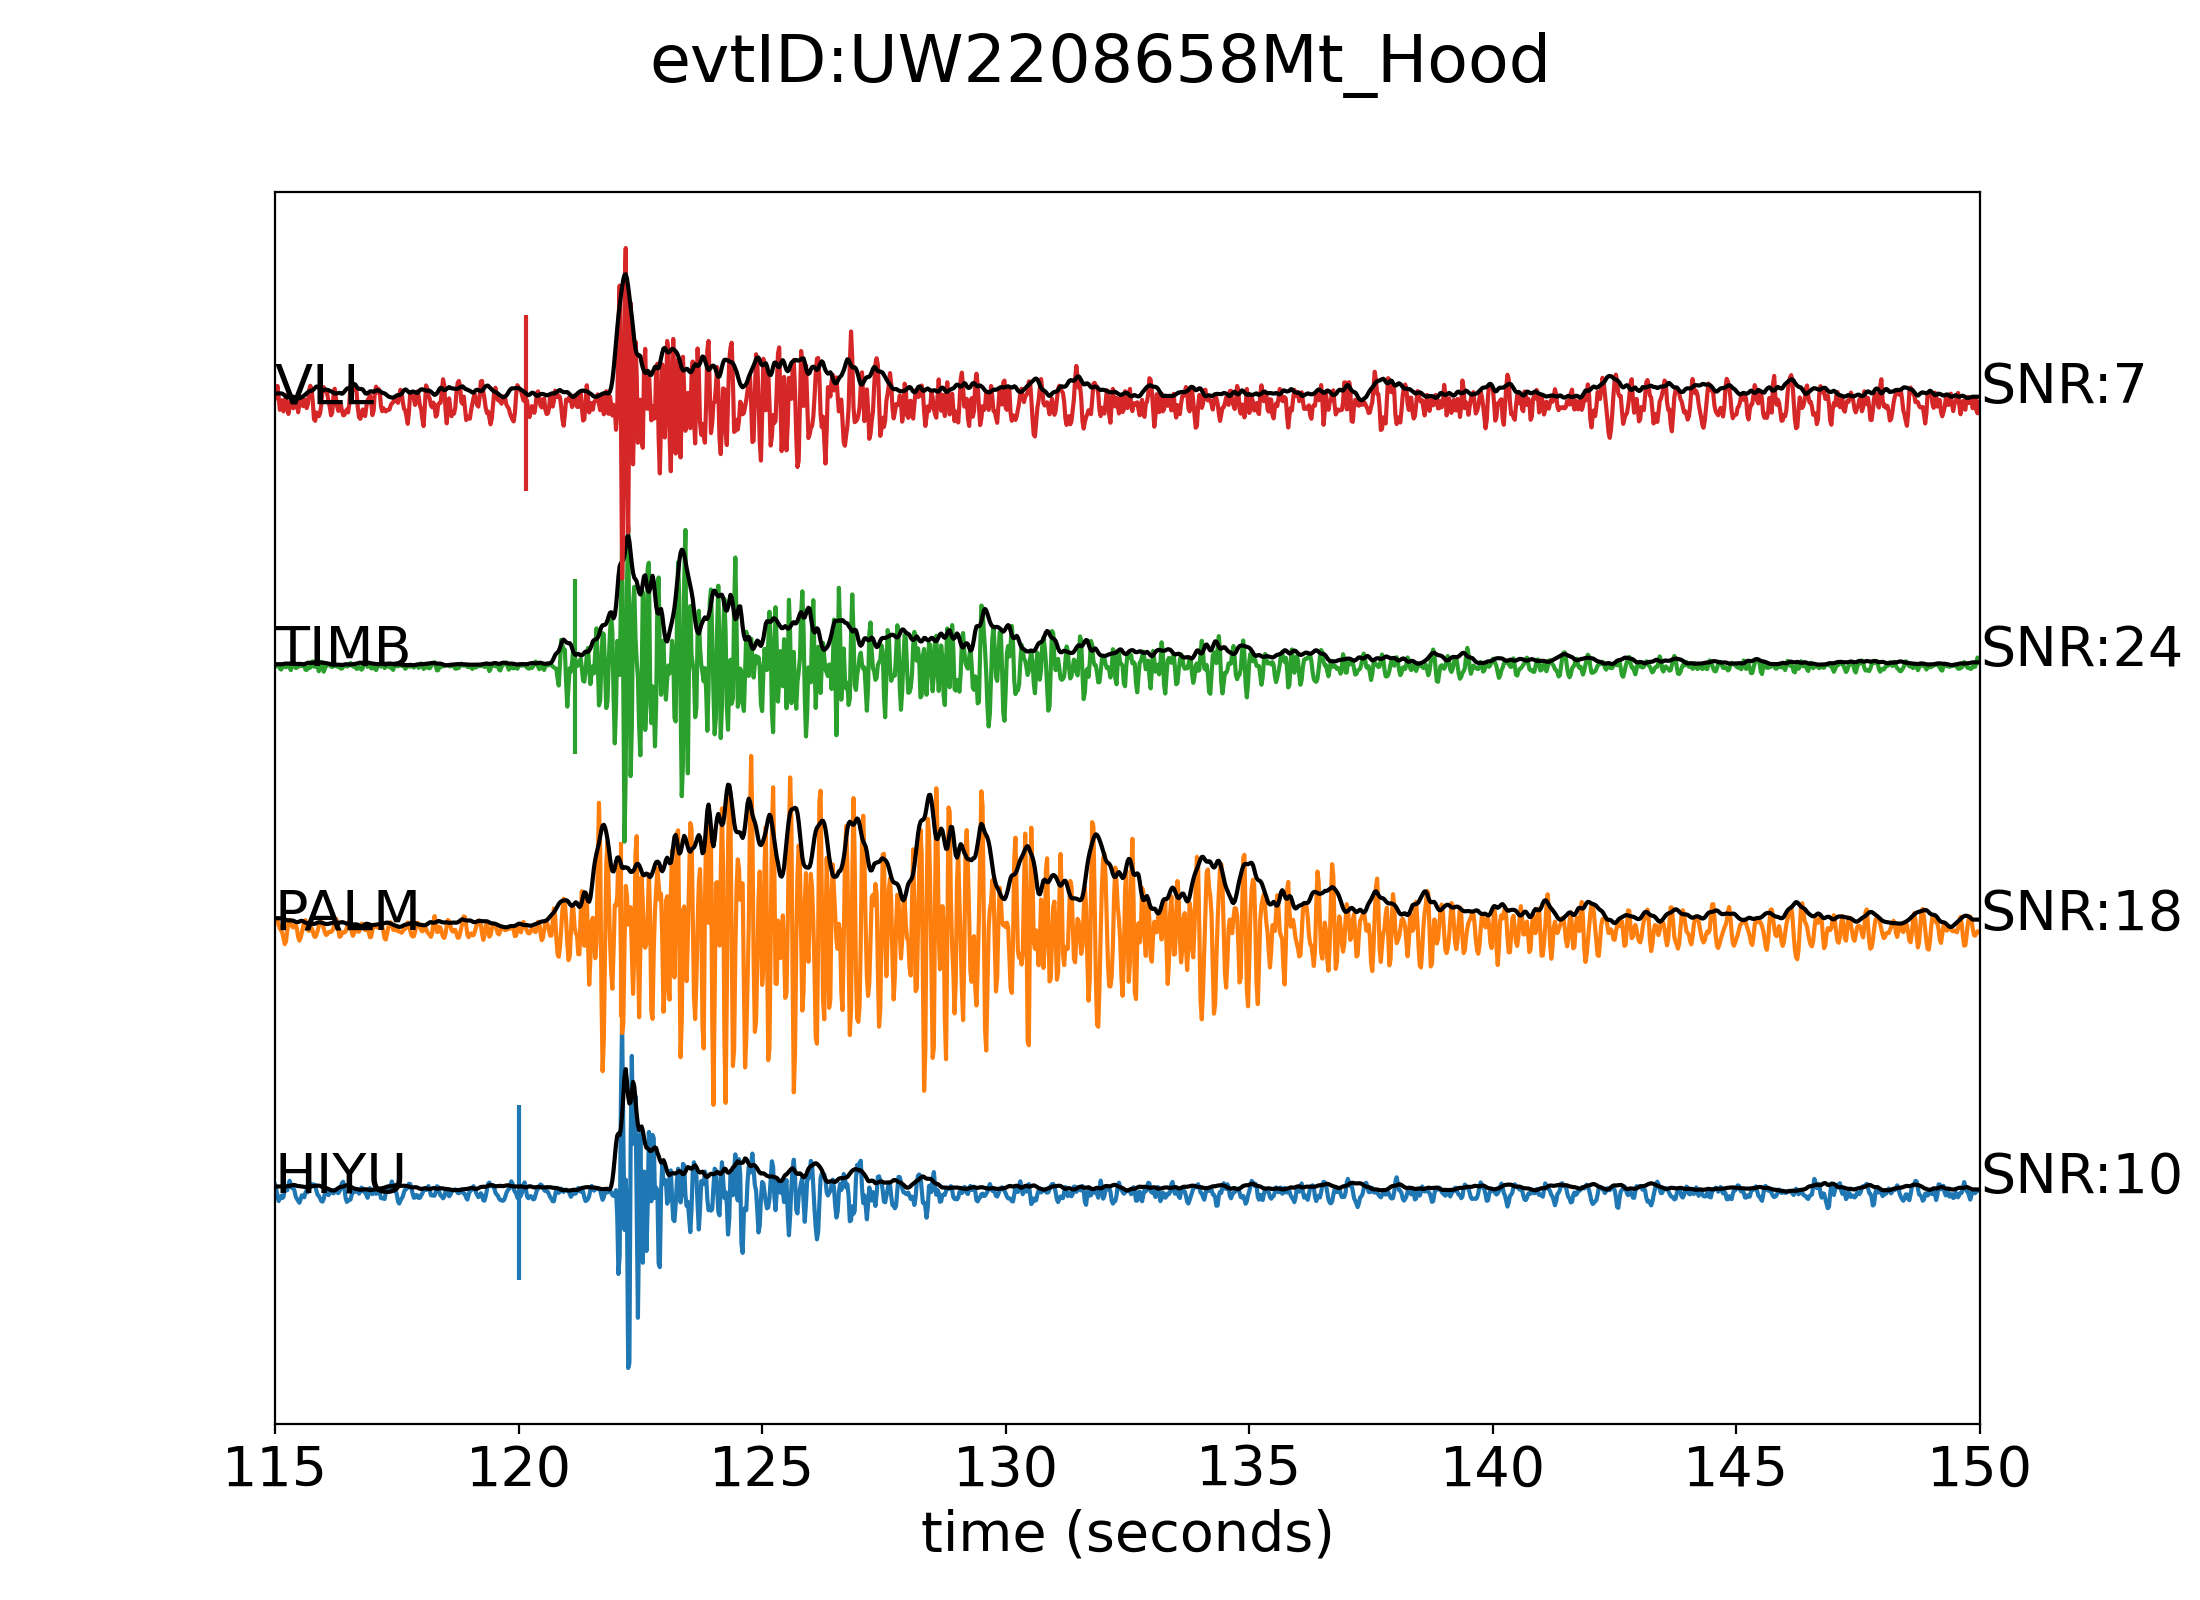 evtID:UW2208658Mt_Hood
VLL SNR:7
TIMB SNR:24
PALM SNR:18
HIYU SNR:10
115 120 125 130 135 140 145 150
time (seconds)